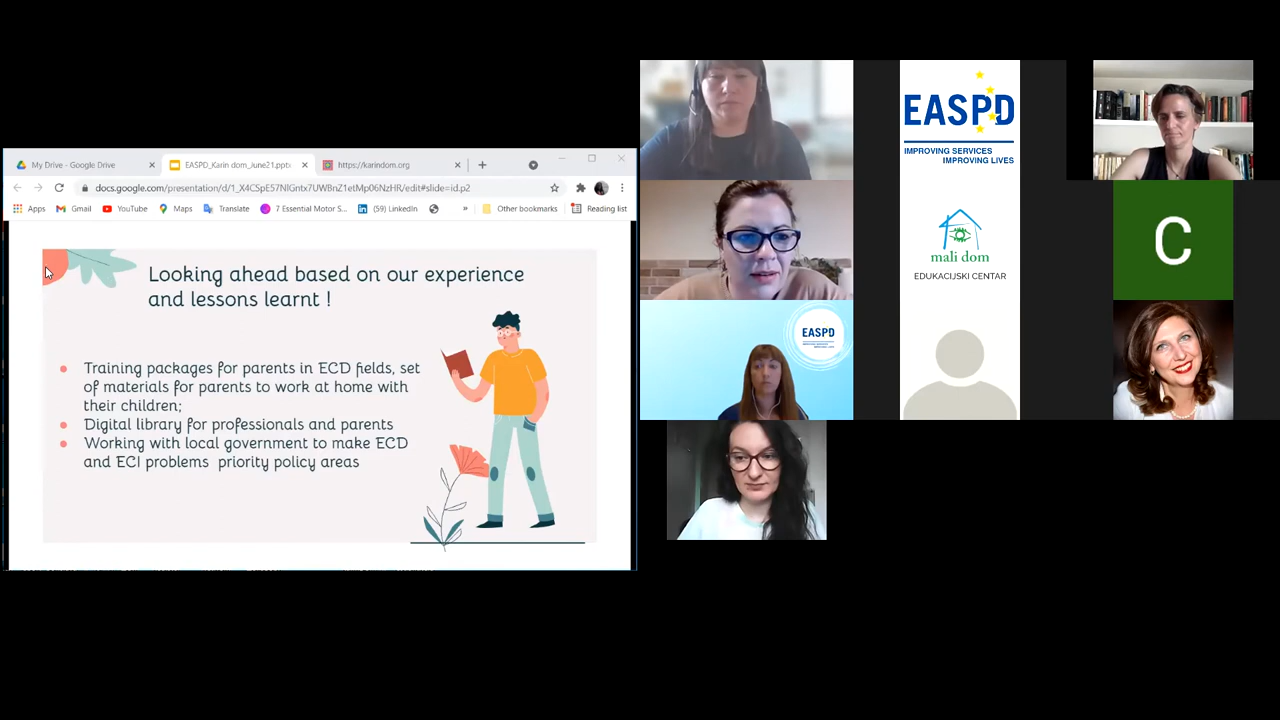 My Drive - Google Drive
EASPD_Karin dom_June21.pptx
https://karindom.org
docs.google.com/presentation/d/1_X4CSpE57NIGntx7UWBnZ1etMp06NzHR/edit#slide=id.p2
Apps
Gmail
YouTube
Maps
Translate
7 Essential Motor S...
(59) LinkedIn
»
Other bookmarks
Reading list
Looking ahead based on our experience
and lessons learnt !
Training packages for parents in ECD fields, set
of materials for parents to work at home with
their children;
Digital library for professionals and parents
Working with local government to make ECD
and ECI problems priority policy areas
EASPD
IMPROVING SERVICES
IMPROVING LIVES
mali dom
EDUKACIJSKI CENTAR
C
EASPD